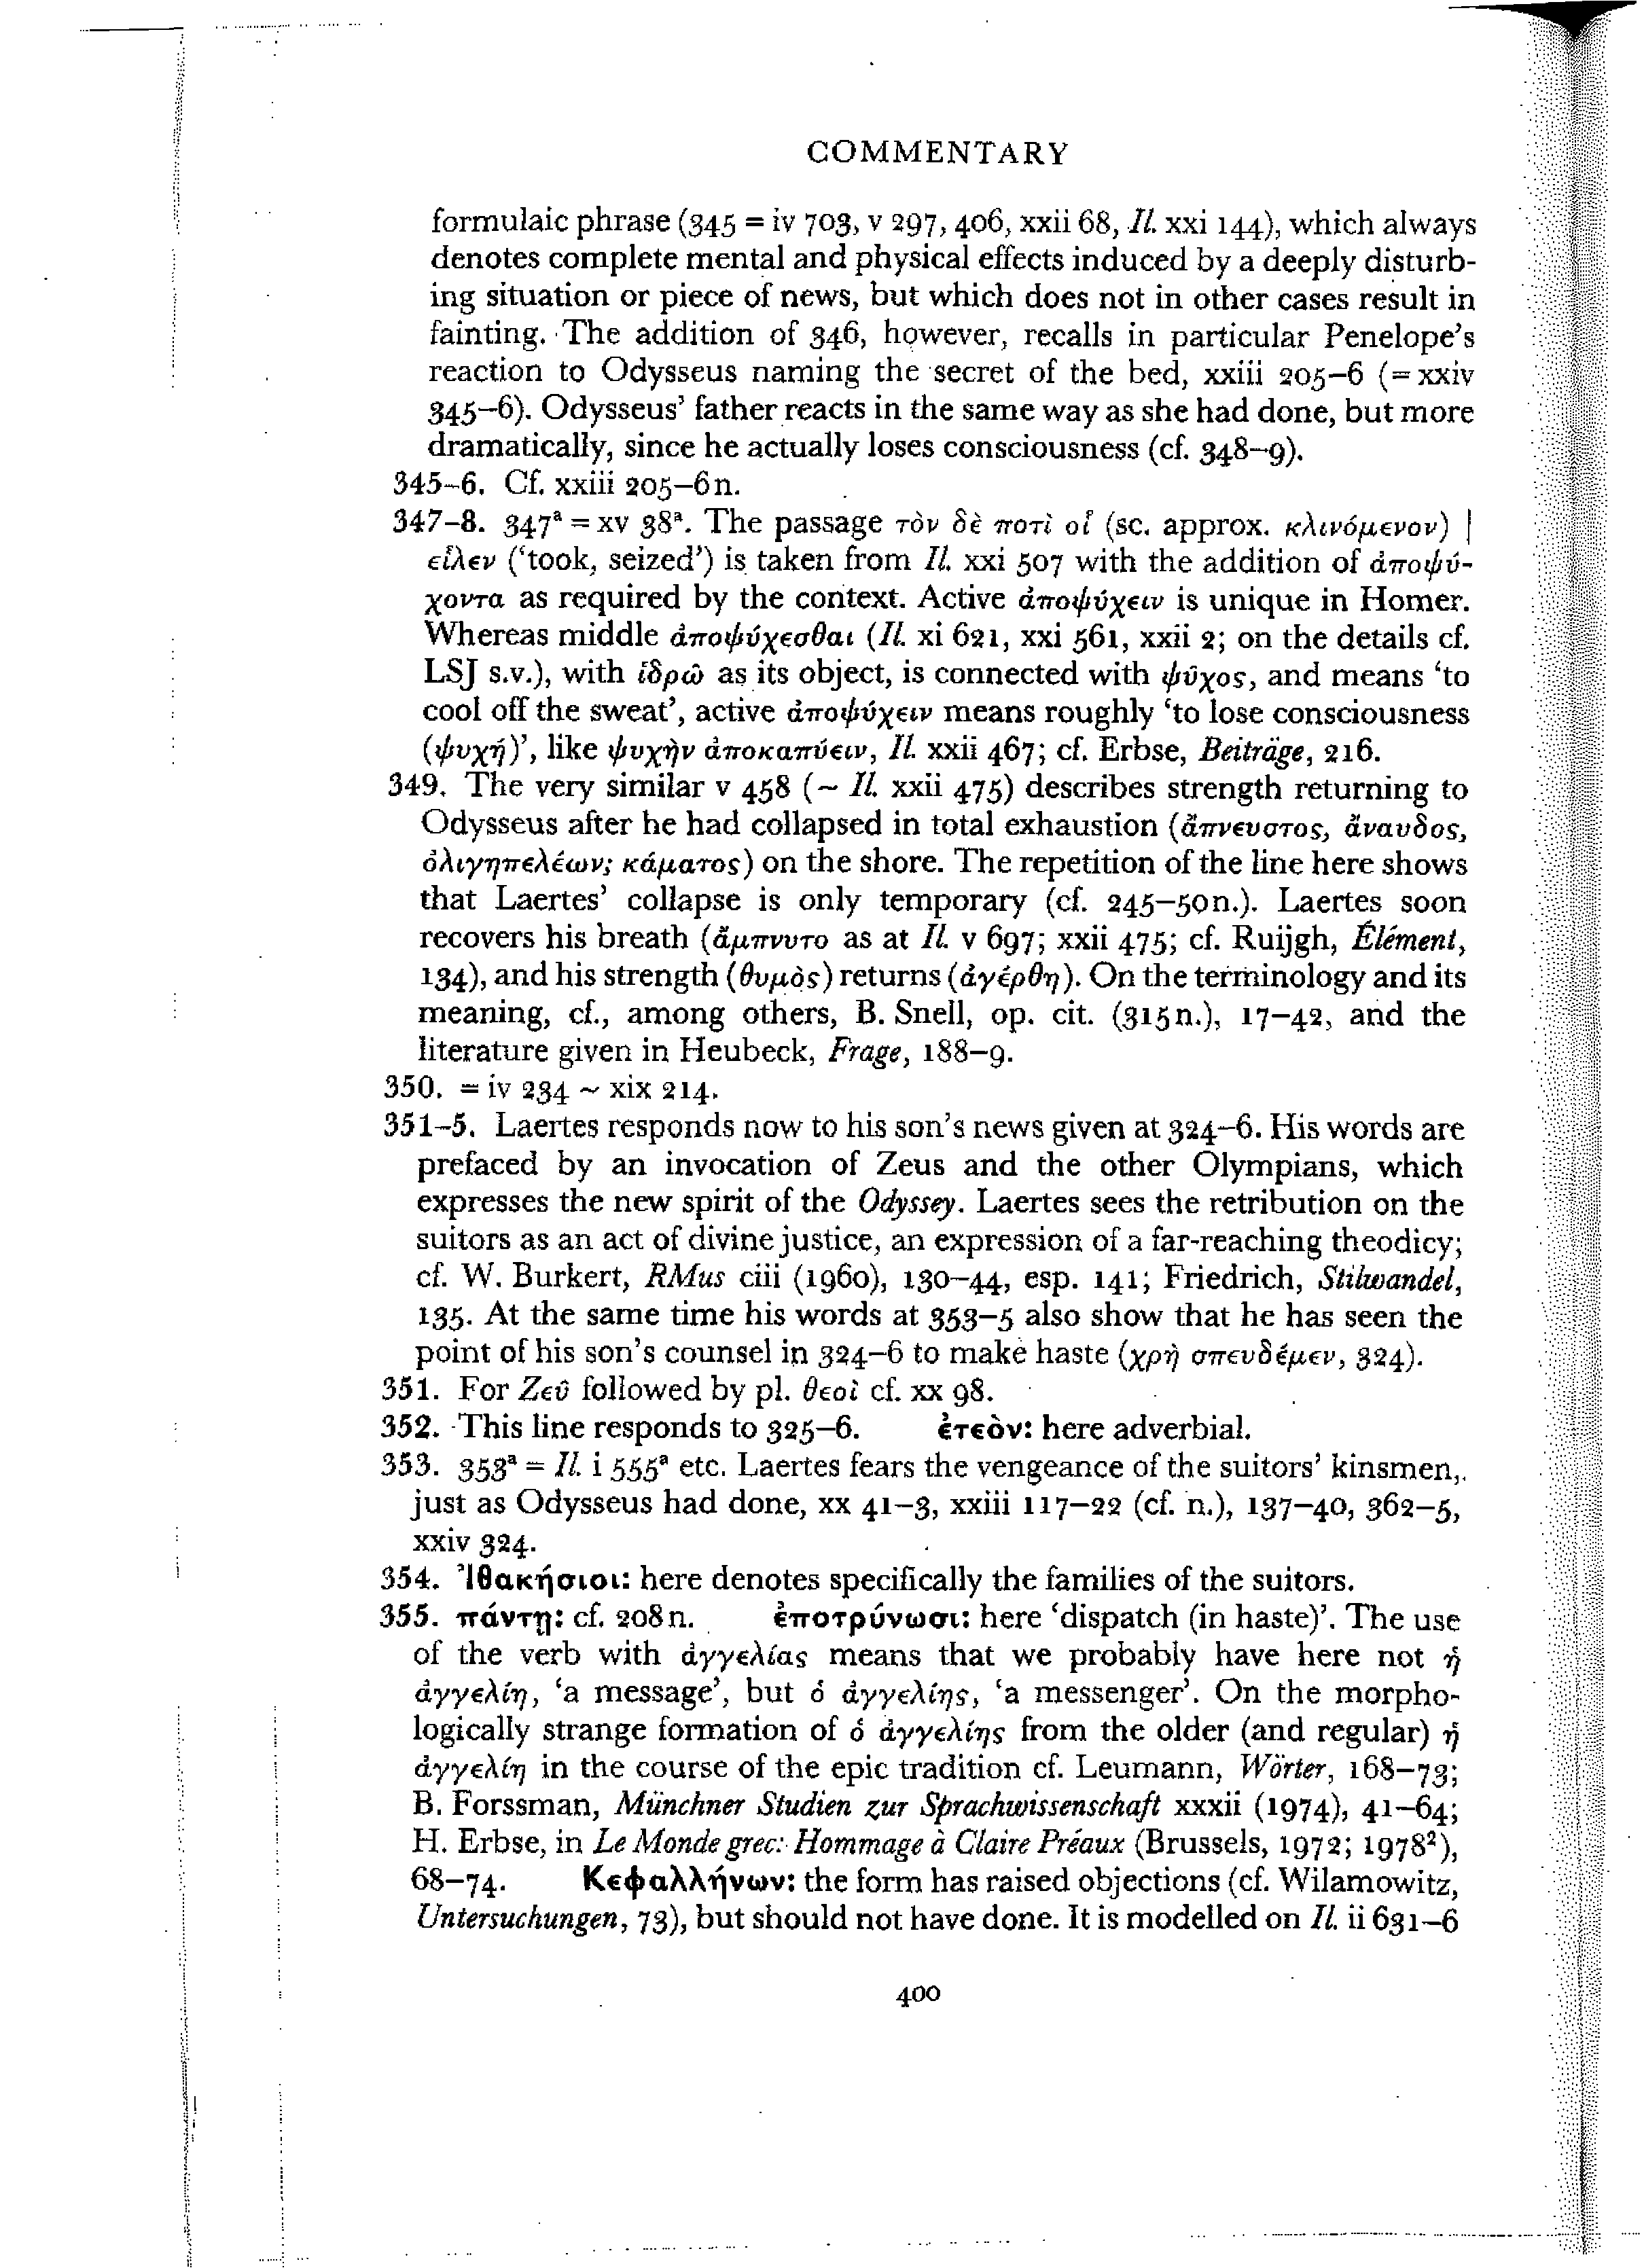 COMMENTARY
formulaic phrase (345 = iv 703, v 297, 406, xxii 68, Il. xxi 144), which always
denotes complete mental and physical effects induced by a deeply disturb-
ing situation or piece of news, but which does not in other cases result in
fainting. The addition of 346, however, recalls in particular Penelope's
reaction to Odysseus naming the secret of the bed, xxiii 205–6 (= xxiv
345–6). Odysseus' father reacts in the same way as she had done, but more
dramatically, since he actually loses consciousness (cf. 348–9).
345–6. Cf. xxiii 205–6 n.
347–8. 347ª = xv 38ª. The passage τὸν δὲ ποτὶ οἷ (sc. approx. κλινόμενον) |
εἷλεν ('took, seized') is taken from Il. xxi 507 with the addition of ἀποψύ-
χοντα as required by the context. Active ἀποψύχειν is unique in Homer.
Whereas middle ἀποψύχεσθαι (Il. xi 621, xxi 561, xxii 2; on the details cf.
LSJ s.v.), with ἱδρῶ as its object, is connected with ψῦχος, and means 'to
cool off the sweat', active ἀποψύχειν means roughly 'to lose consciousness
(ψυχή)', like ψυχὴν ἀποκαπύειν, Il. xxii 467; cf. Erbse, Beiträge, 216.
349. The very similar v 458 (~ Il. xxii 475) describes strength returning to
Odysseus after he had collapsed in total exhaustion (ἄπνευστος, ἄναυδος,
ὀλιγηπελέων; κάματος) on the shore. The repetition of the line here shows
that Laertes' collapse is only temporary (cf. 245–50 n.). Laertes soon
recovers his breath (ἄμπνυτο as at Il. v 697; xxii 475; cf. Ruijgh, Élément,
134), and his strength (θυμὸς) returns (ἀγέρθη). On the terminology and its
meaning, cf., among others, B. Snell, op. cit. (315 n.), 17–42, and the
literature given in Heubeck, Frage, 188–9.
350. = iv 234 ~ xix 214.
351–5. Laertes responds now to his son's news given at 324–6. His words are
prefaced by an invocation of Zeus and the other Olympians, which
expresses the new spirit of the Odyssey. Laertes sees the retribution on the
suitors as an act of divine justice, an expression of a far-reaching theodicy;
cf. W. Burkert, RMus ciii (1960), 130–44, esp. 141; Friedrich, Stilwandel,
135. At the same time his words at 353–5 also show that he has seen the
point of his son's counsel in 324–6 to make haste (χρὴ σπευδέμεν, 324).
351. For Ζεῦ followed by pl. θεοὶ cf. xx 98.
352. This line responds to 325–6. ἐτεὸν: here adverbial.
353. 353ª = Il. i 555ª etc. Laertes fears the vengeance of the suitors' kinsmen,
just as Odysseus had done, xx 41–3, xxiii 117–22 (cf. n.), 137–40, 362–5,
xxiv 324.
354. Ἰθακήσιοι: here denotes specifically the families of the suitors.
355. πάντῃ: cf. 208 n. ἐποτρύνωσι: here 'dispatch (in haste)'. The use
of the verb with ἀγγελίας means that we probably have here not ἡ
ἀγγελίη, 'a message', but ὁ ἀγγελίης, 'a messenger'. On the morpho-
logically strange formation of ὁ ἀγγελίης from the older (and regular) ἡ
ἀγγελίη in the course of the epic tradition cf. Leumann, Wörter, 168–73;
B. Forssman, Münchner Studien zur Sprachwissenschaft xxxii (1974), 41–64;
H. Erbse, in Le Monde grec: Hommage à Claire Préaux (Brussels, 1972; 1978²),
68–74. Κεφαλλήνων: the form has raised objections (cf. Wilamowitz,
Untersuchungen, 73), but should not have done. It is modelled on Il. ii 631–6
400